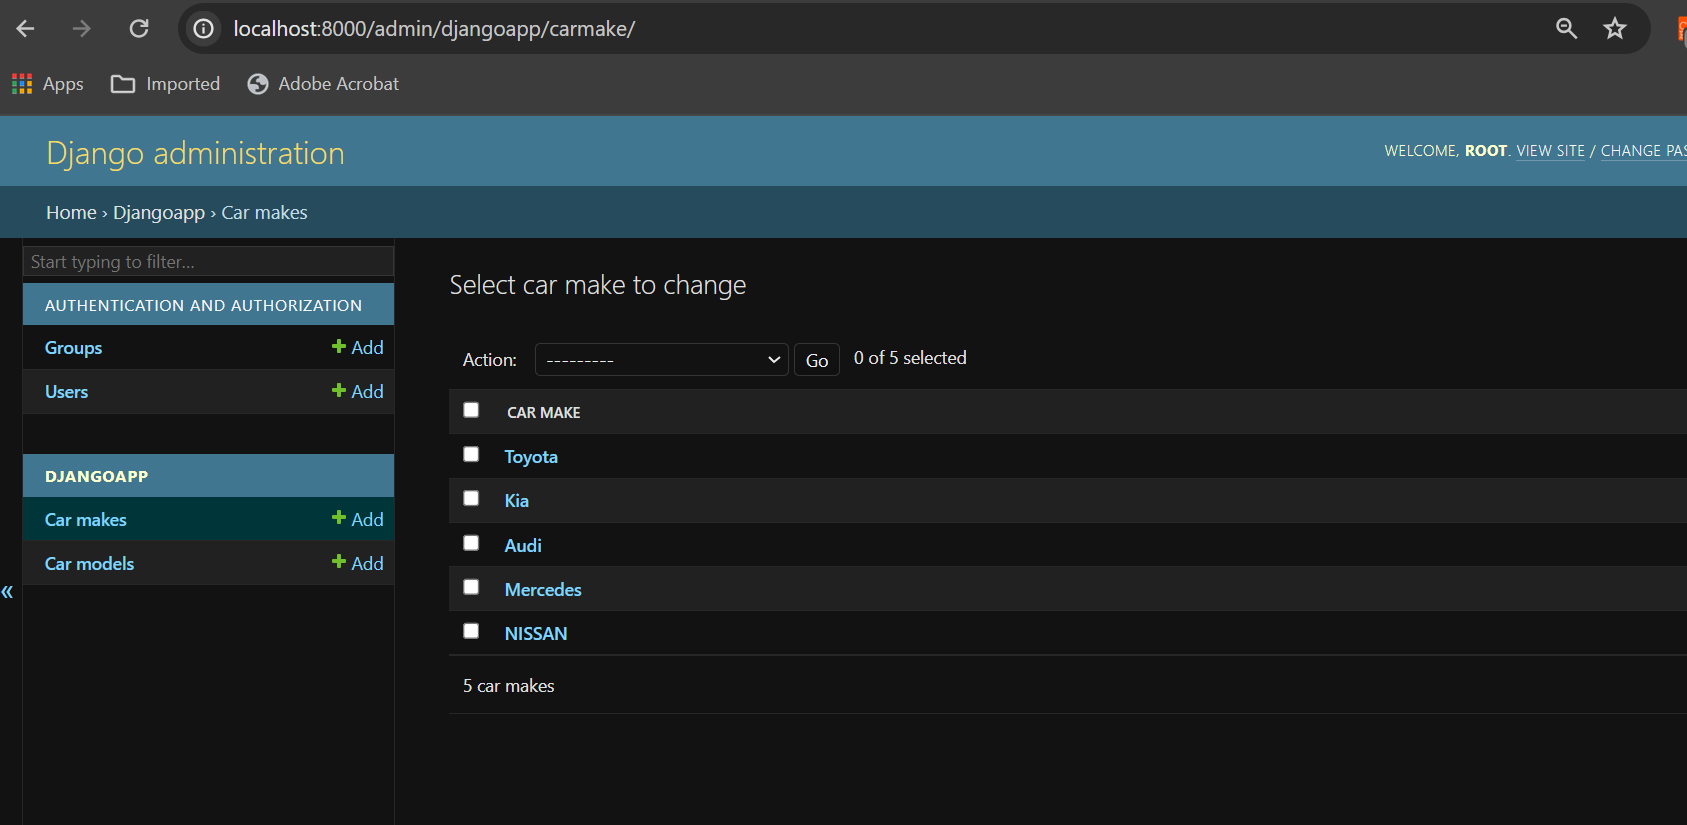 localhost:8000/admin/djangoapp/carmake/
Apps Imported Adobe Acrobat
Django administration
WELCOME, ROOT. VIEW SITE / CHANGE PAS
Home › Djangoapp › Car makes
Start typing to filter...
AUTHENTICATION AND AUTHORIZATION
Groups + Add
Users + Add
DJANGOAPP
Car makes + Add
Car models + Add
«
Select car make to change
Action: --------- Go 0 of 5 selected
CAR MAKE
Toyota
Kia
Audi
Mercedes
NISSAN
5 car makes